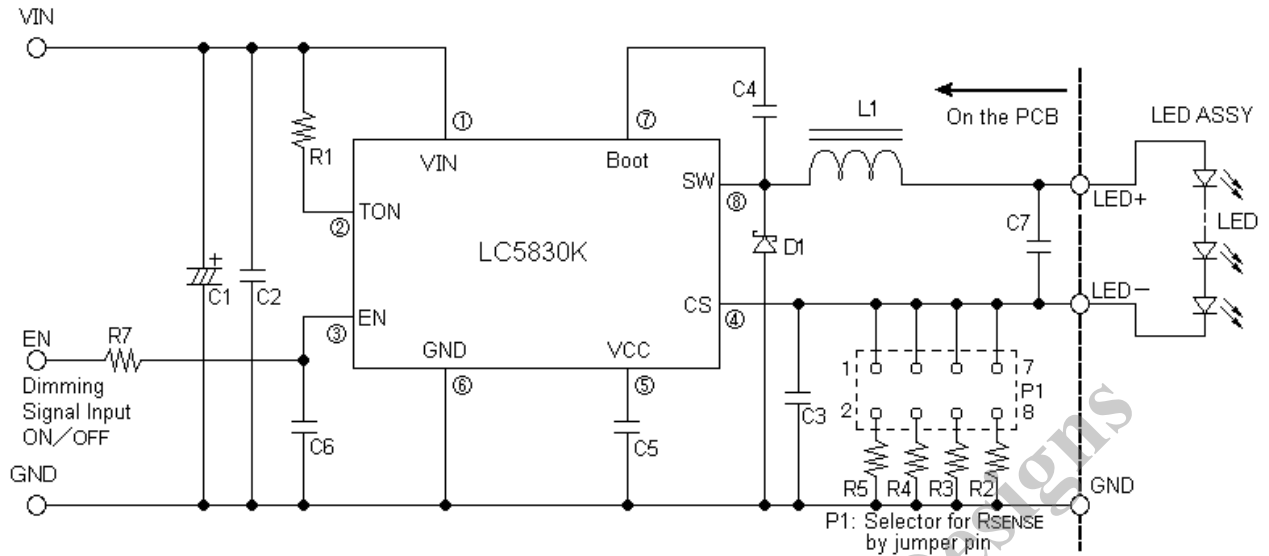 VIN
C4
L1
On the PCB
LED ASSY
①
⑦
R1
VIN
Boot
SW
⑧
LED+
②
TON
LC5830K
D1
C7
LED
C1
C2
+
LED−
CS
④
EN
R7
③
EN
GND
VCC
1
7
P1
Dimming
Signal Input
ON／OFF
⑥
⑤
2
8
C6
C5
C3
GND
R5
R4
R3
R2
GND
P1: Selector for RSENSE
by jumper pin
esigns